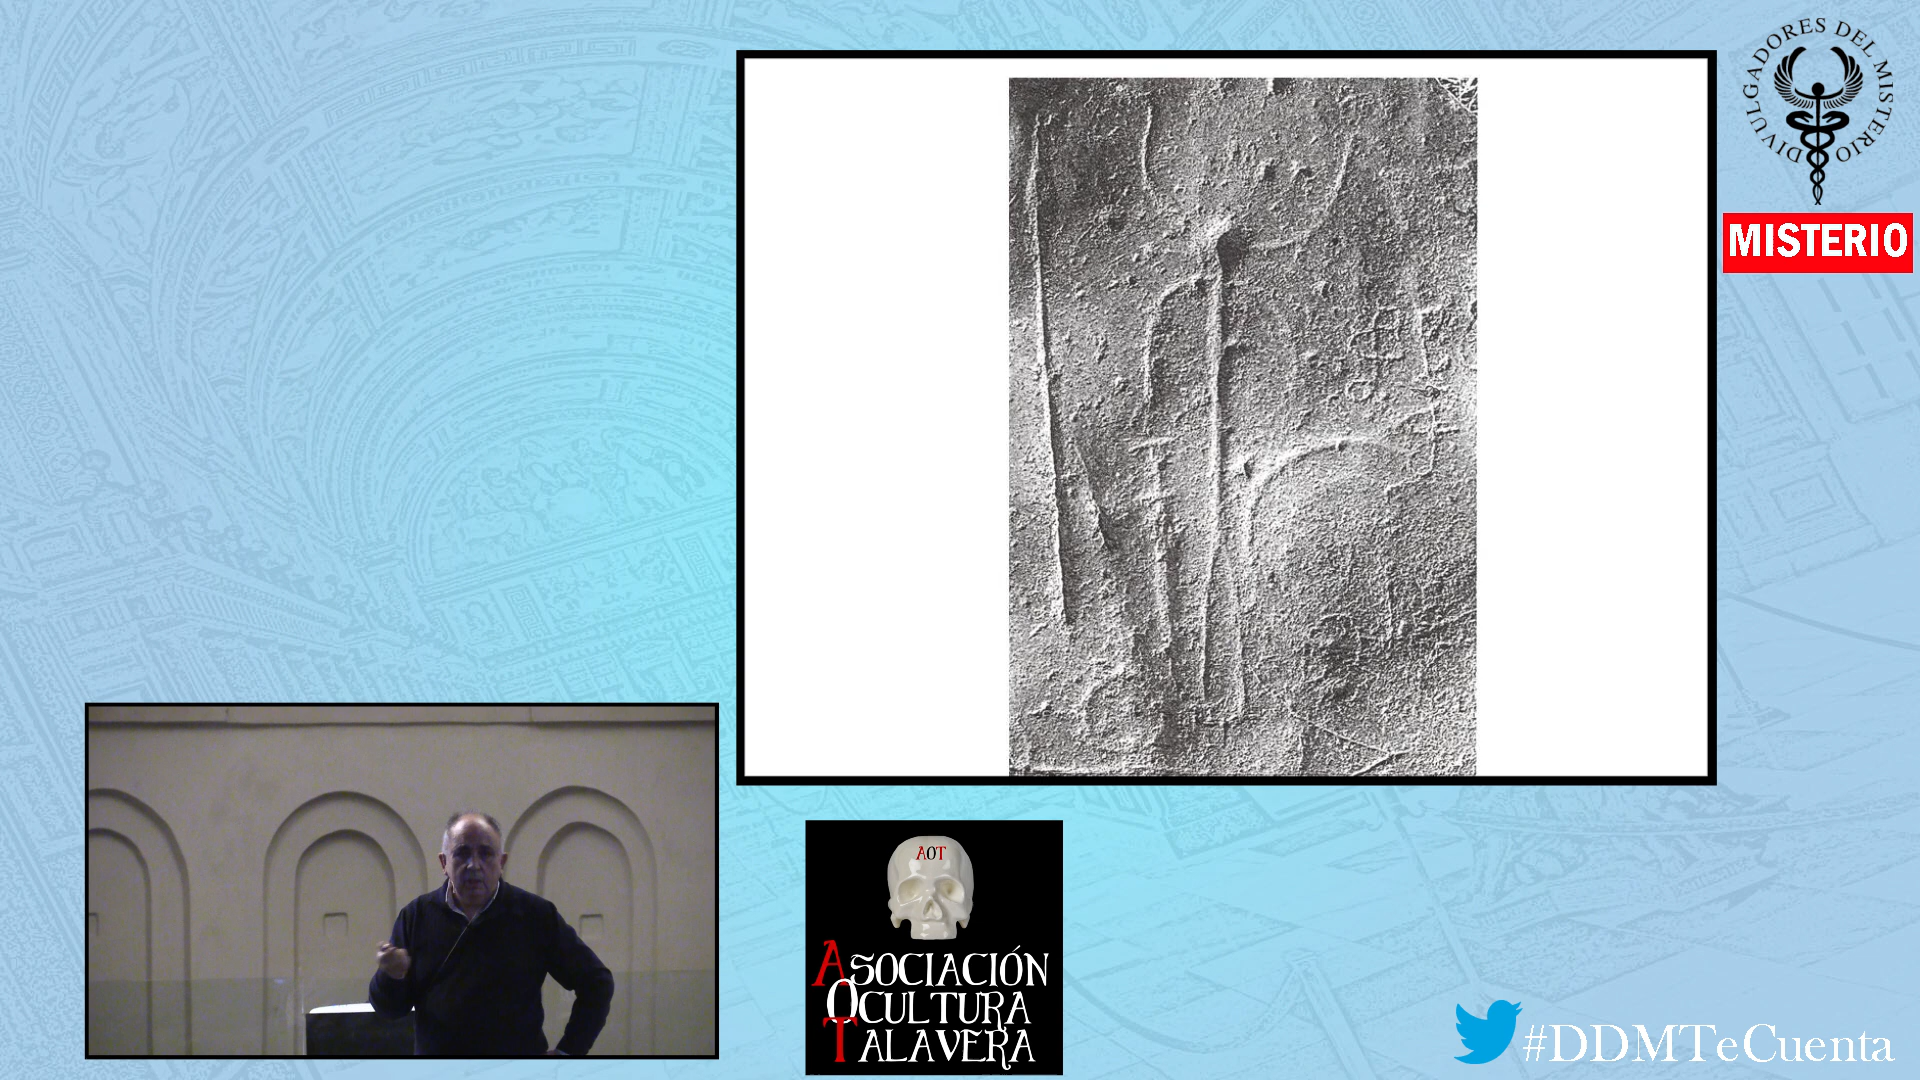 DIVULGADORES DEL MISTERIO
MISTERIO
AOT
ASOCIACIÓN
OCULTURA
TALAVERA
#DDMTeCuenta